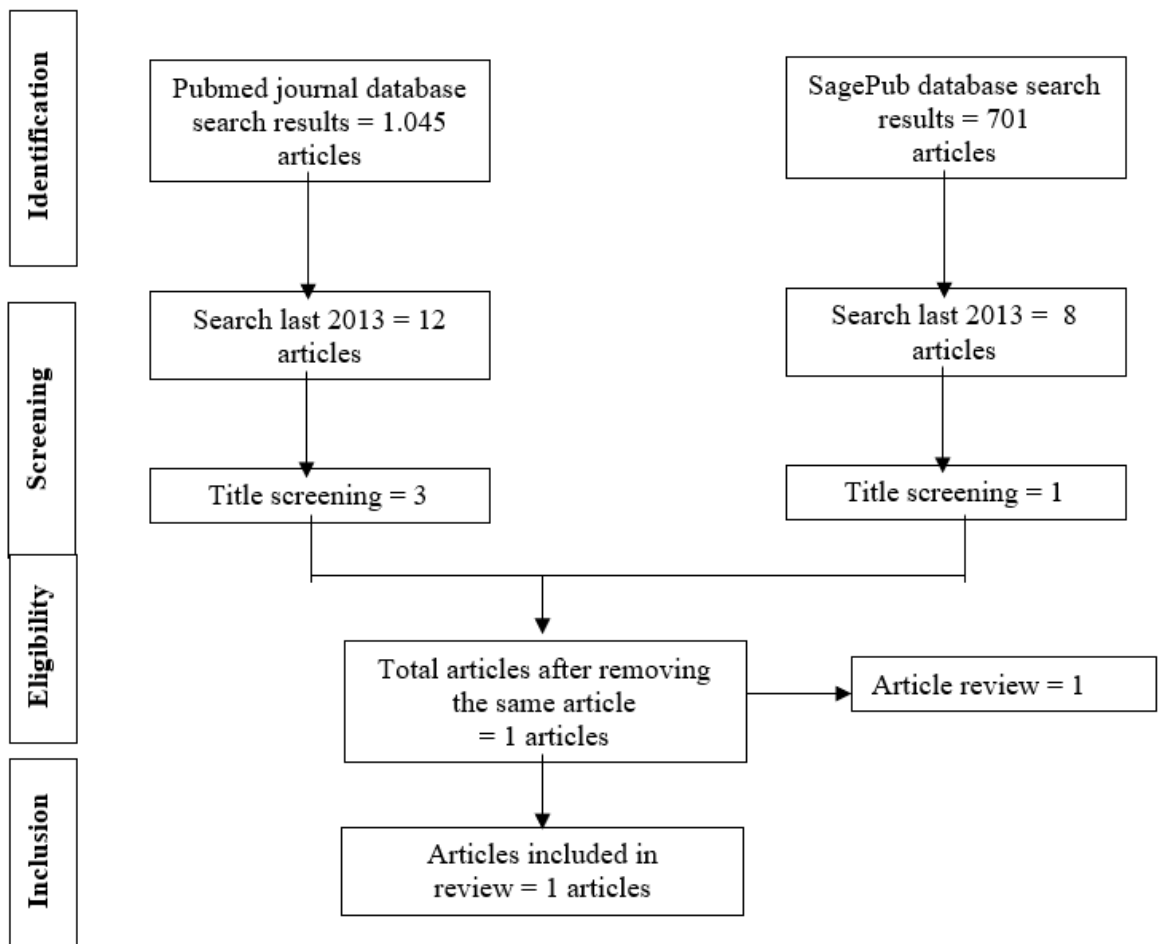 Identification
Pubmed journal database
search results = 1.045
articles
SagePub database search
results = 701
articles
Screening
Search last 2013 = 12
articles
Search last 2013 = 8
articles
Title screening = 3
Title screening = 1
Eligibility
Total articles after removing
the same article
= 1 articles
Article review = 1
Inclusion
Articles included in
review = 1 articles